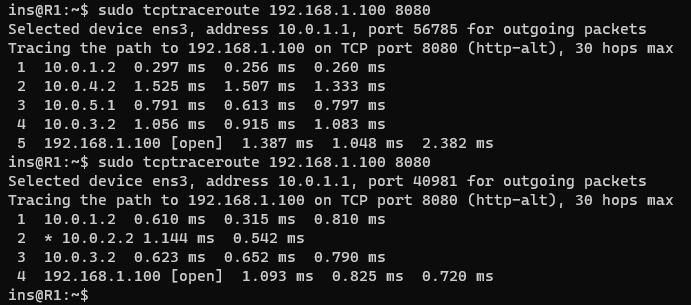 ins@R1:~$ sudo tcptraceroute 192.168.1.100 8080
Selected device ens3, address 10.0.1.1, port 56785 for outgoing packets
Tracing the path to 192.168.1.100 on TCP port 8080 (http-alt), 30 hops max
 1  10.0.1.2  0.297 ms  0.256 ms  0.260 ms
 2  10.0.4.2  1.525 ms  1.507 ms  1.333 ms
 3  10.0.5.1  0.791 ms  0.613 ms  0.797 ms
 4  10.0.3.2  1.056 ms  0.915 ms  1.083 ms
 5  192.168.1.100 [open]  1.387 ms  1.048 ms  2.382 ms
ins@R1:~$ sudo tcptraceroute 192.168.1.100 8080
Selected device ens3, address 10.0.1.1, port 40981 for outgoing packets
Tracing the path to 192.168.1.100 on TCP port 8080 (http-alt), 30 hops max
 1  10.0.1.2  0.610 ms  0.315 ms  0.810 ms
 2  * 10.0.2.2 1.144 ms  0.542 ms
 3  10.0.3.2  0.623 ms  0.652 ms  0.790 ms
 4  192.168.1.100 [open]  1.093 ms  0.825 ms  0.720 ms
ins@R1:~$